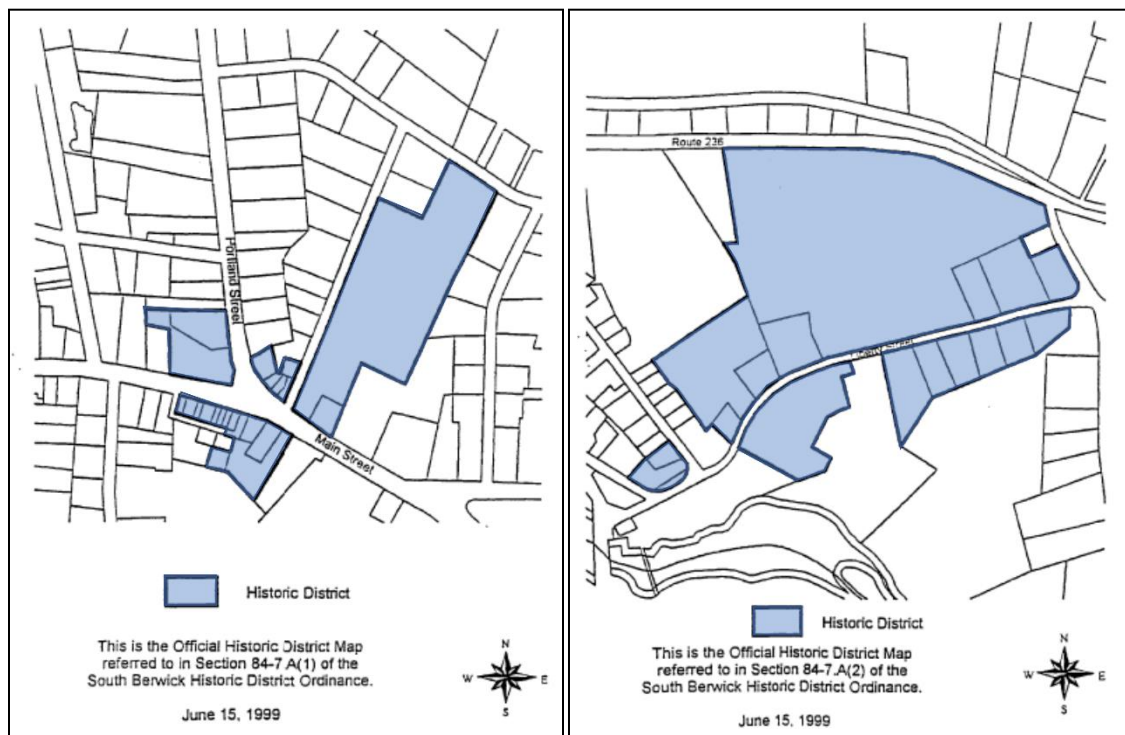 Portland Street
Main Street
Historic District
This is the Official Historic District Map
referred to in Section 84-7 A(1) of the
South Berwick Historic District Ordinance.
June 15, 1999
N
W E
S
Route 236
Liberty Street
Historic District
This is the Official Historic District Map
referred to in Section 84-7.A(2) of the
South Berwick Historic District Ordinance.
June 15, 1999
N
W E
S